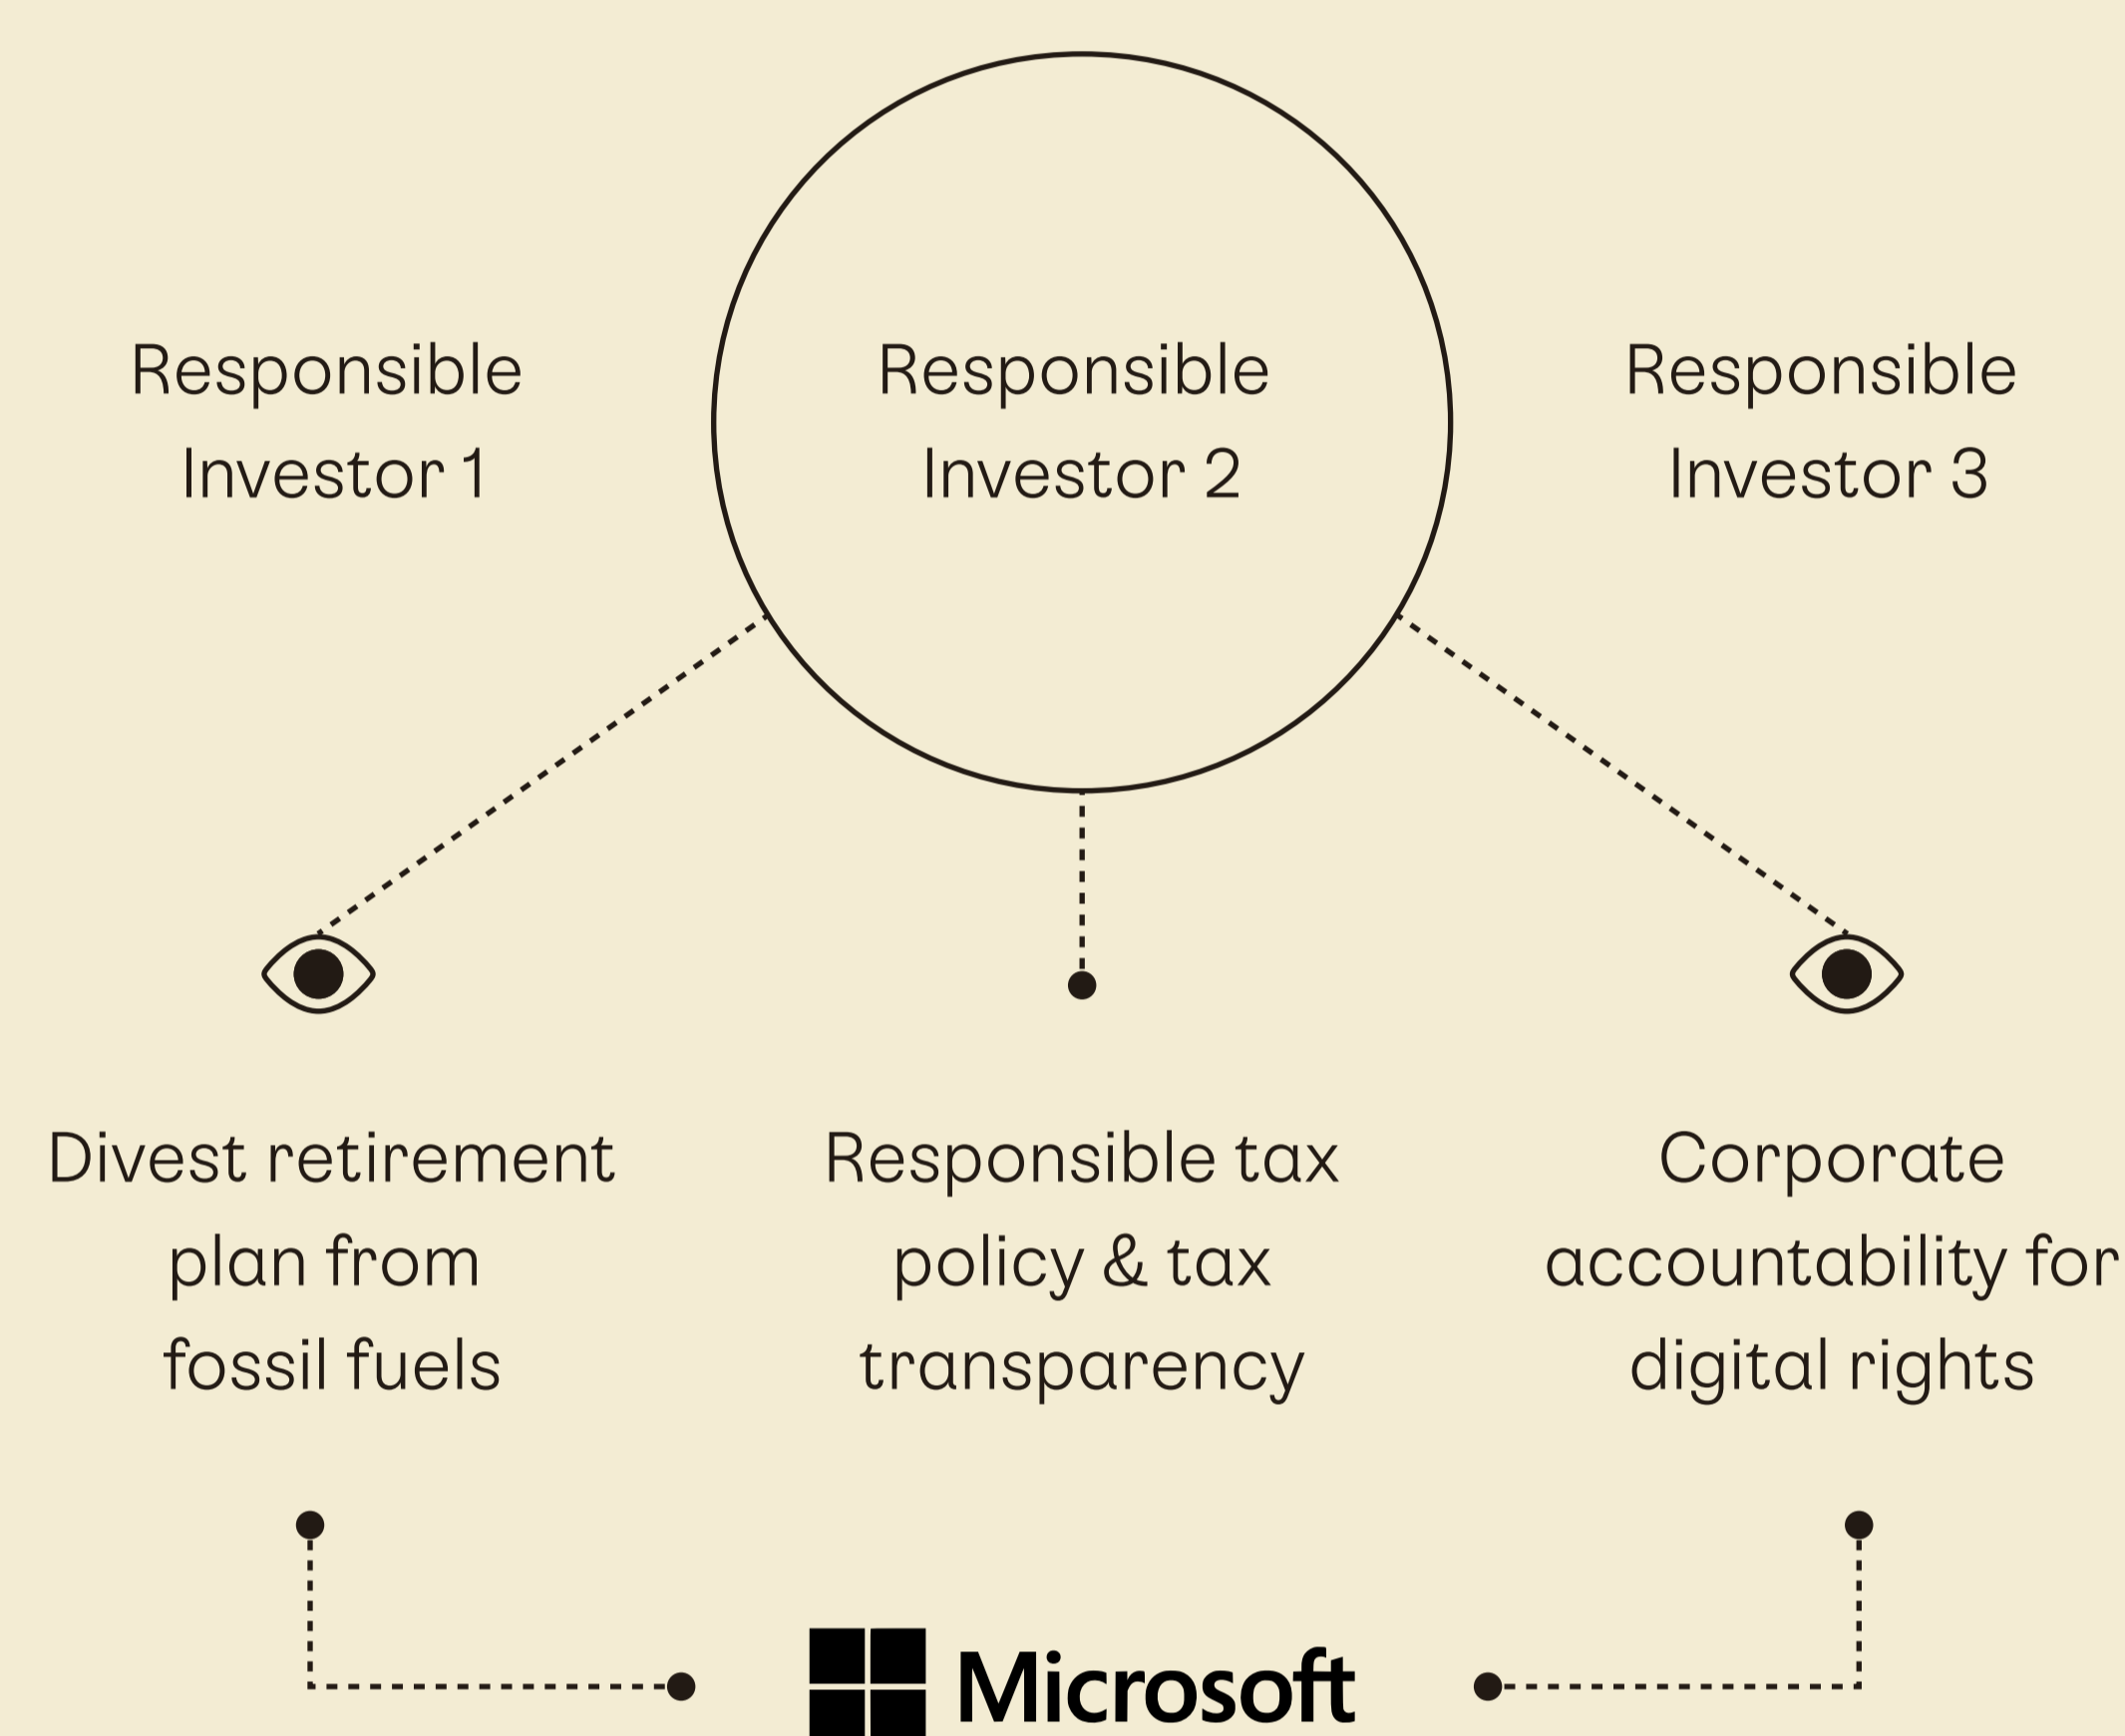 Responsible
Investor 1
Responsible
Investor 2
Responsible
Investor 3
Divest retirement
plan from
fossil fuels
Responsible tax
policy & tax
transparency
Corporate
accountability for
digital rights
Microsoft